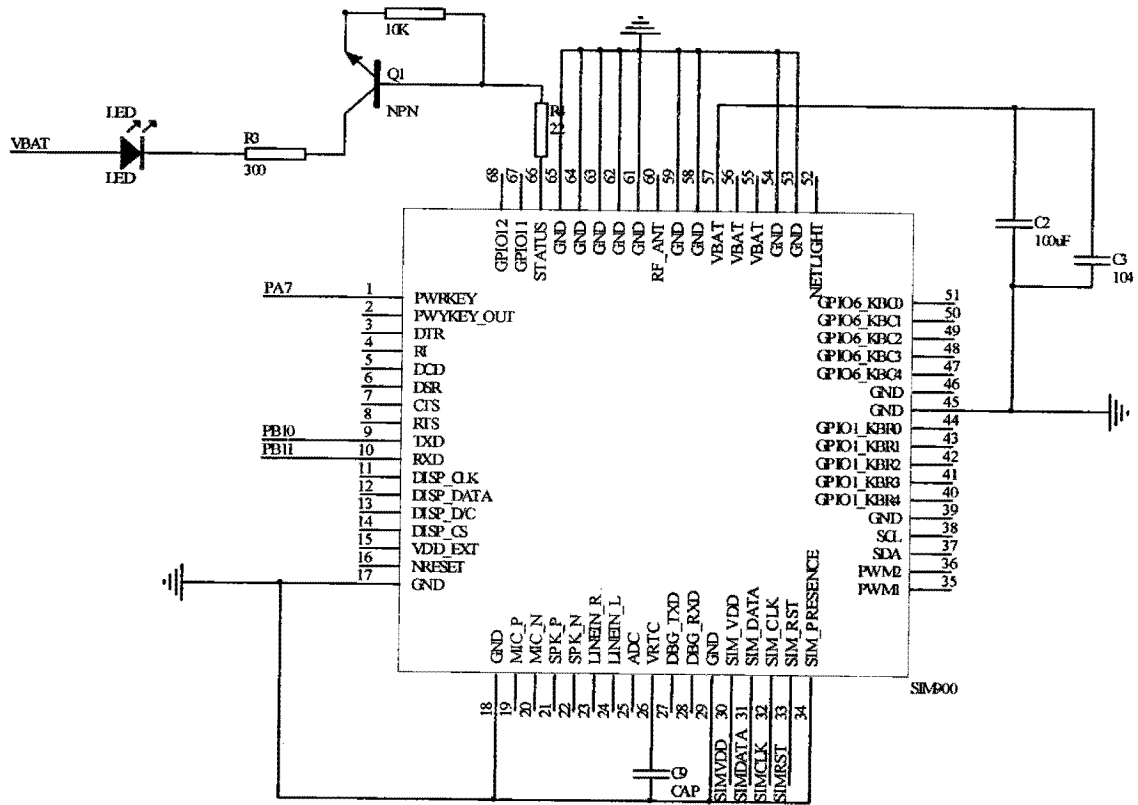 10K
Q1
NPN
LED
VBAT
LED
R3
300
R4
22
68
67
66
65
64
63
62
61
60
59
58
57
56
55
54
53
52
GPIO12
GPIO11
STATUS
GND
GND
GND
GND
GND
RF_ANT
GND
GND
VBAT
VBAT
VBAT
GND
GND
NETLIGHT
C2
100uF
C3
104
PA7
1 PWRKEY
2 PWYKEY_OUT
3 DTR
4 RI
5 DCD
6 DSR
7 CTS
8 RTS
PB10 9 TXD
PB11 10 RXD
11 DISP_CLK
12 DISP_DATA
13 DISP_D/C
14 DISP_CS
15 VDD_EXT
16 NRESET
17 GND
GPIO6_KBC0 51
GPIO6_KBC1 50
GPIO6_KBC2 49
GPIO6_KBC3 48
GPIO6_KBC4 47
GND 46
GND 45
GPIO1_KBR0 44
GPIO1_KBR1 43
GPIO1_KBR2 42
GPIO1_KBR3 41
GPIO1_KBR4 40
GND 39
SCL 38
SDA 37
PWM2 36
PWM1 35
GND
MIC_P
MIC_N
SPK_P
SPK_N
LINEIN_R
LINEIN_L
ADC
VRTC
DBG_TXD
DBG_RXD
GND
SIM_VDD
SIM_DATA
SIM_CLK
SIM_RST
SIM_PRESENCE
SIM900
18
19
20
21
22
23
24
25
26
27
28
29
30
31
32
33
34
SIMVDD
SIMDATA
SIMCLK
SIMRST
C9
CAP